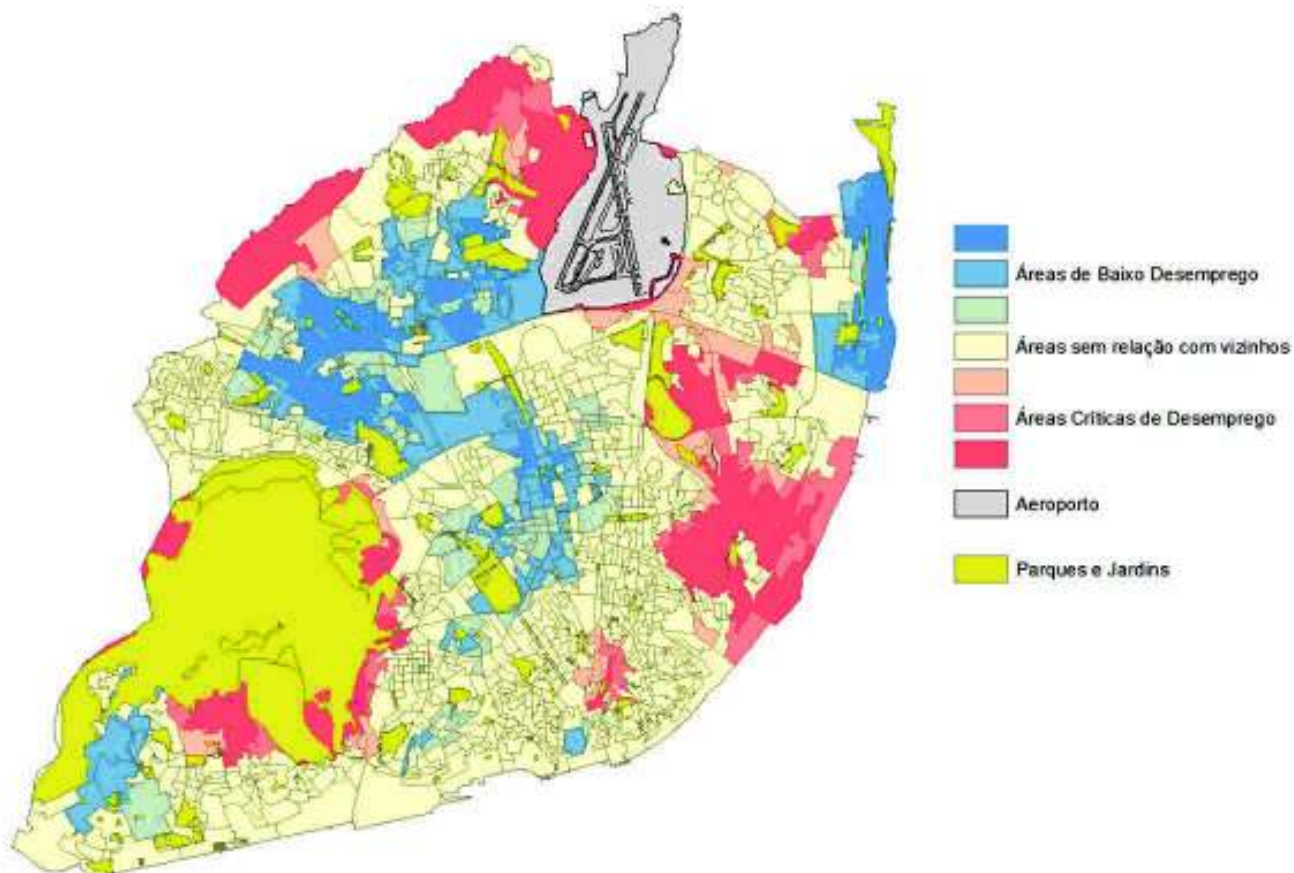 Áreas de Baixo Desemprego
Áreas sem relação com vizinhos
Áreas Críticas de Desemprego
Aeroporto
Parques e Jardins